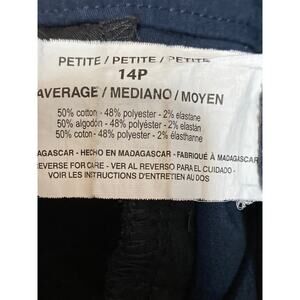 PETITE / PETITE / PETITE
14P
AVERAGE / MEDIANO / MOYEN
50% cotton - 48% polyester - 2% elastane
50% algodón - 48% polyéster - 2% elastán
50% coton - 48% polyester - 2% élasthanne
AGASCAR - HECHO EN MADAGASCAR - FABRIQUÉ À MADAGASCAR
REVERSE FOR CARE - VER AL REVERSO PARA EL CUIDADO -
VOIR LES INSTRUCTIONS D'ENTRETIEN AU DOS